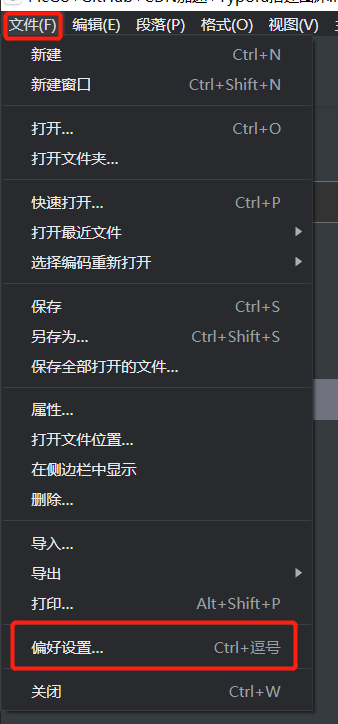 文件(F) 编辑(E) 段落(P) 格式(O) 视图(V)
新建 Ctrl+N
新建窗口 Ctrl+Shift+N
打开... Ctrl+O
打开文件夹...
快速打开... Ctrl+P
打开最近文件
选择编码重新打开
保存 Ctrl+S
另存为... Ctrl+Shift+S
保存全部打开的文件...
属性...
打开文件位置...
在侧边栏中显示
删除...
导入...
导出
打印... Alt+Shift+P
偏好设置... Ctrl+逗号
关闭 Ctrl+W